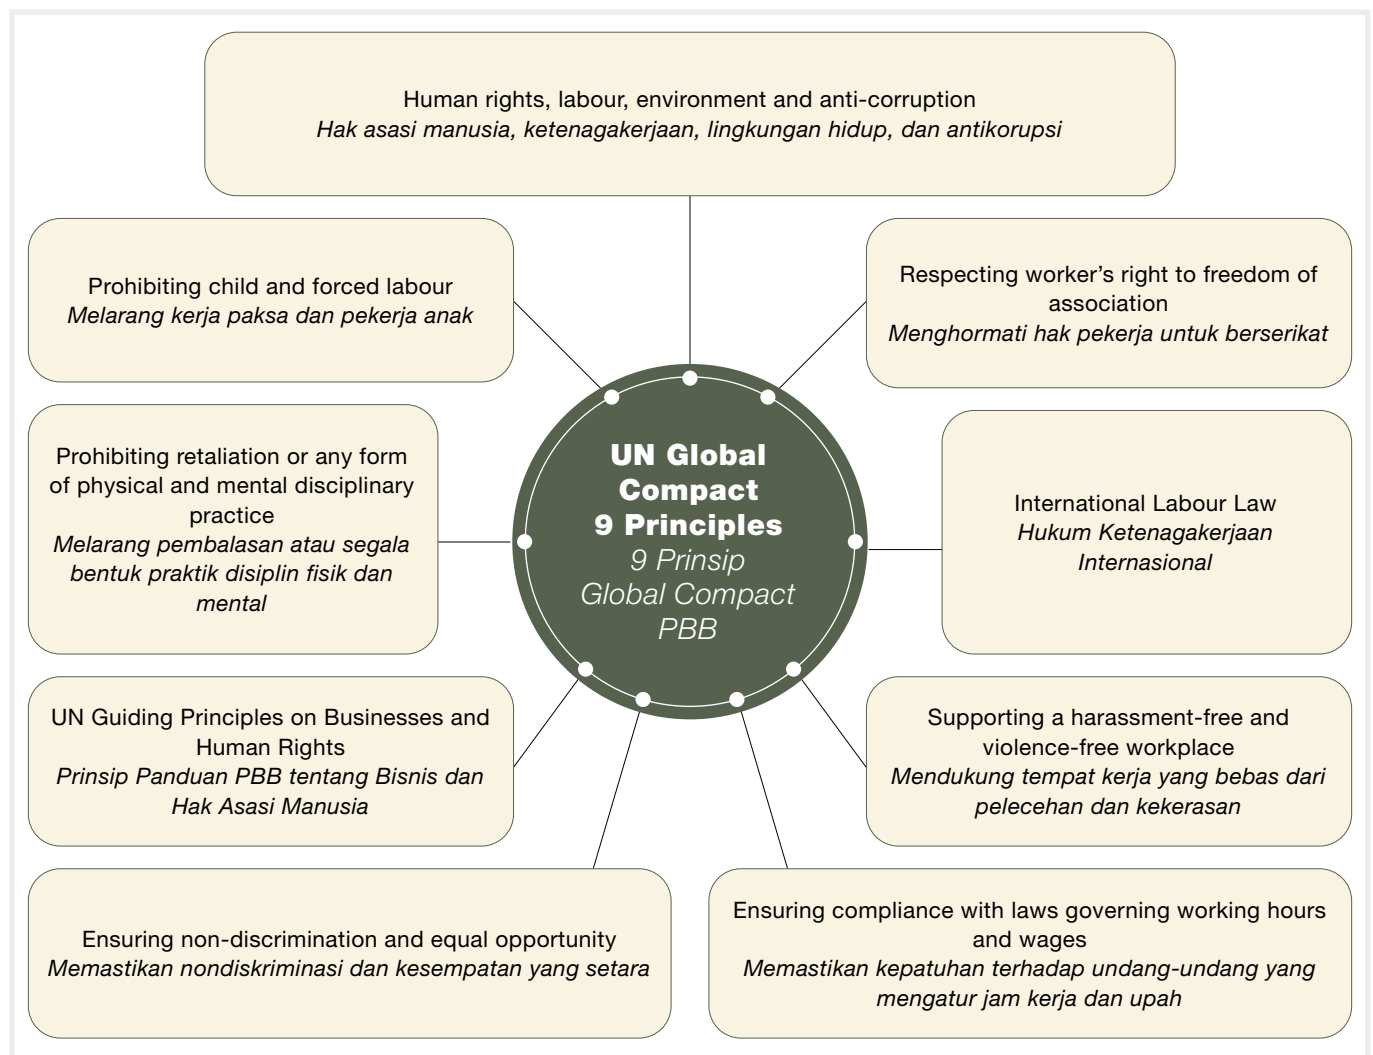 Human rights, labour, environment and anti-corruption
Hak asasi manusia, ketenagakerjaan, lingkungan hidup, dan antikorupsi
Prohibiting child and forced labour
Melarang kerja paksa dan pekerja anak
Respecting worker’s right to freedom of
association
Menghormati hak pekerja untuk berserikat
Prohibiting retaliation or any form
of physical and mental disciplinary
practice
Melarang pembalasan atau segala
bentuk praktik disiplin fisik dan
mental
UN Global
Compact
9 Principles
9 Prinsip
Global Compact
PBB
International Labour Law
Hukum Ketenagakerjaan
Internasional
UN Guiding Principles on Businesses and
Human Rights
Prinsip Panduan PBB tentang Bisnis dan
Hak Asasi Manusia
Supporting a harassment-free and
violence-free workplace
Mendukung tempat kerja yang bebas dari
pelecehan dan kekerasan
Ensuring non-discrimination and equal opportunity
Memastikan nondiskriminasi dan kesempatan yang setara
Ensuring compliance with laws governing working hours
and wages
Memastikan kepatuhan terhadap undang-undang yang
mengatur jam kerja dan upah